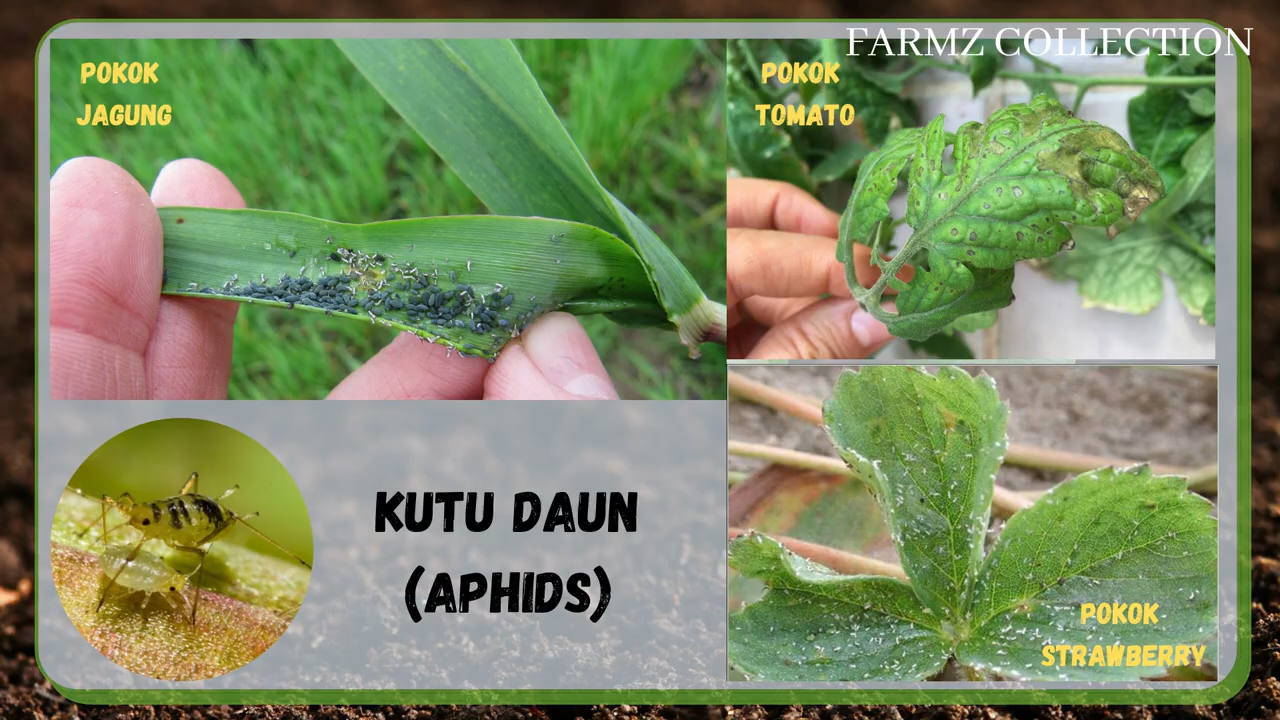 FARMZ COLLECTION
POKOK
JAGUNG
POKOK
TOMATO
KUTU DAUN
(APHIDS)
POKOK
STRAWBERRY